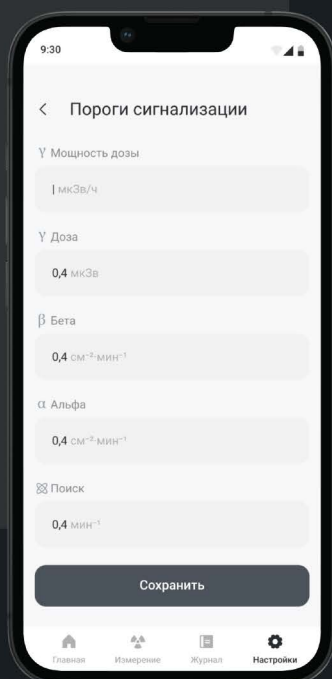 9:30
Пороги сигнализации
γ Мощность дозы
| мкЗв/ч
γ Доза
0,4 мкЗв
β Бета
0,4 см⁻²·мин⁻¹
α Альфа
0,4 см⁻²·мин⁻¹
Поиск
0,4 мин⁻¹
Сохранить
Главная Измерение Журнал Настройки